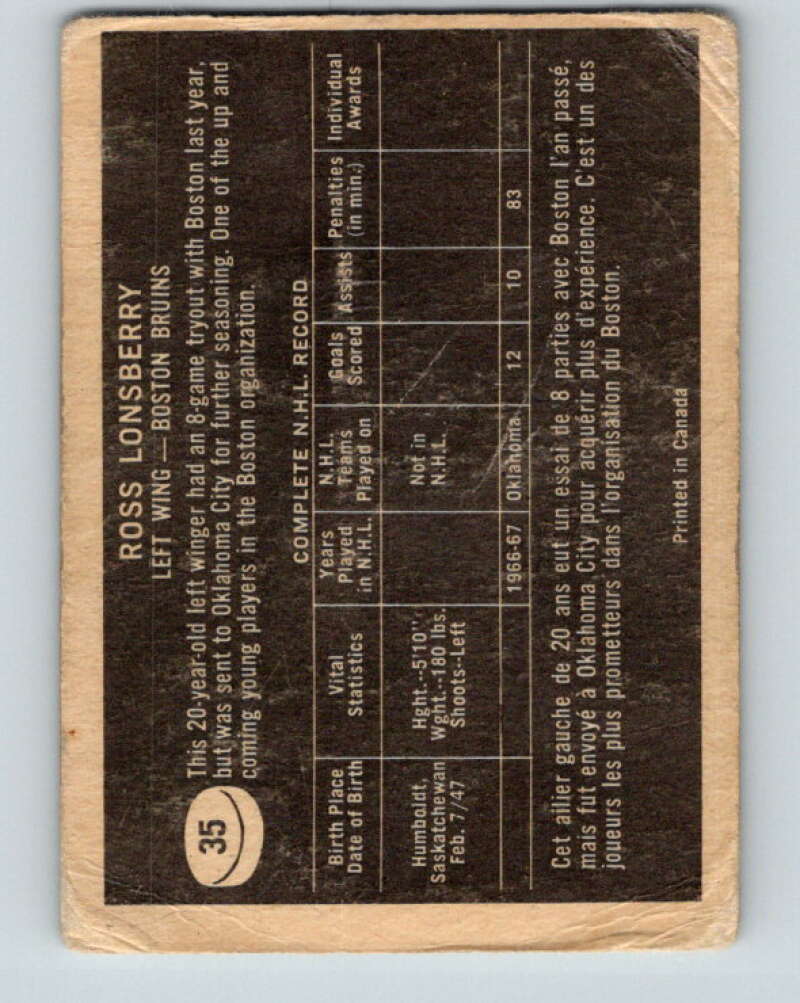 ROSS LONSBERRY
LEFT WING — BOSTON BRUINS
35
This 20-year-old left winger had an 8-game tryout with Boston last year,
but was sent to Oklahoma City for further seasoning. One of the up and
coming young players in the Boston organization.
COMPLETE N.H.L. RECORD
Birth Place
Date of Birth
Vital
Statistics
Years
Played
in N.H.L.
N.H.L.
Teams
Played on
Goals
Scored
Assists
Penalties
(in min.)
Individual
Awards
Humboldt,
Saskatchewan
Feb. 7/47
Hght.--5'10"
Wght.--180 lbs.
Shoots--Left
Not in
N.H.L.
1966-67 Oklahoma 12 10 83
Cet ailier gauche de 20 ans eut un essai de 8 parties avec Boston l'an passé,
mais fut envoyé à Oklahoma City pour acquérir plus d'expérience. C'est un des
joueurs les plus prometteurs dans l'organisation du Boston.
Printed in Canada